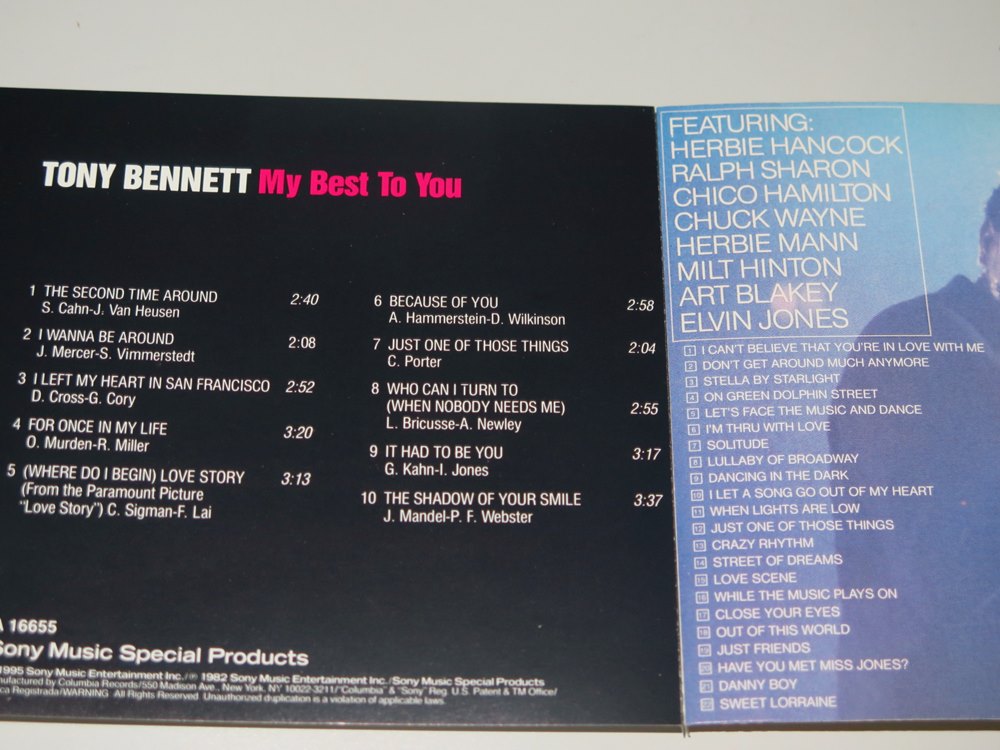 TONY BENNETT My Best To You
1 THE SECOND TIME AROUND 2:40
S. Cahn-J. Van Heusen
2 I WANNA BE AROUND 2:08
J. Mercer-S. Vimmerstedt
3 I LEFT MY HEART IN SAN FRANCISCO 2:52
D. Cross-G. Cory
4 FOR ONCE IN MY LIFE 3:20
O. Murden-R. Miller
5 (WHERE DO I BEGIN) LOVE STORY 3:13
(From the Paramount Picture
"Love Story") C. Sigman-F. Lai
6 BECAUSE OF YOU 2:58
A. Hammerstein-D. Wilkinson
7 JUST ONE OF THOSE THINGS 2:04
C. Porter
8 WHO CAN I TURN TO
(WHEN NOBODY NEEDS ME) 2:55
L. Bricusse-A. Newley
9 IT HAD TO BE YOU 3:17
G. Kahn-I. Jones
10 THE SHADOW OF YOUR SMILE 3:37
J. Mandel-P. F. Webster
A 16655
Sony Music Special Products
1995 Sony Music Entertainment Inc./℗ 1982 Sony Music Entertainment Inc./Sony Music Special Products
Columbia Records/550 Madison Ave., New York, NY 10022-3211/"Columbia" & "Sony" Reg. U.S. Patent & TM Office/
Registrada/WARNING: All Rights Reserved. Unauthorized duplication is a violation of applicable laws.
FEATURING:
HERBIE HANCOCK
RALPH SHARON
CHICO HAMILTON
CHUCK WAYNE
HERBIE MANN
MILT HINTON
ART BLAKEY
ELVIN JONES
1 I CAN'T BELIEVE THAT YOU'RE IN LOVE WITH ME
2 DON'T GET AROUND MUCH ANYMORE
3 STELLA BY STARLIGHT
4 ON GREEN DOLPHIN STREET
5 LET'S FACE THE MUSIC AND DANCE
6 I'M THRU WITH LOVE
7 SOLITUDE
8 LULLABY OF BROADWAY
9 DANCING IN THE DARK
10 I LET A SONG GO OUT OF MY HEART
11 WHEN LIGHTS ARE LOW
12 JUST ONE OF THOSE THINGS
13 CRAZY RHYTHM
14 STREET OF DREAMS
15 LOVE SCENE
16 WHILE THE MUSIC PLAYS ON
17 CLOSE YOUR EYES
18 OUT OF THIS WORLD
19 JUST FRIENDS
20 HAVE YOU MET MISS JONES?
21 DANNY BOY
22 SWEET LORRAINE